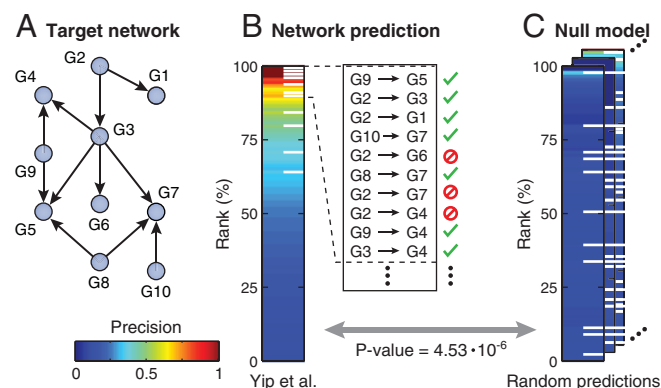 A Target network
G2
G4
G1
G3
G9
G7
G5
G6
G8
G10
Precision
0 0.5 1
B Network prediction
100
75
50
25
0
Rank (%)
Yip et al.
G9 → G5 ✓
G2 → G3 ✓
G2 → G1 ✓
G10 → G7 ✓
G2 → G6 🚫
G8 → G7 ✓
G2 → G7 🚫
G2 → G4 🚫
G9 → G4 ✓
G3 → G4 ✓
P-value = 4.53·10⁻⁶
C Null model
100
75
50
25
0
Rank (%)
Random predictions